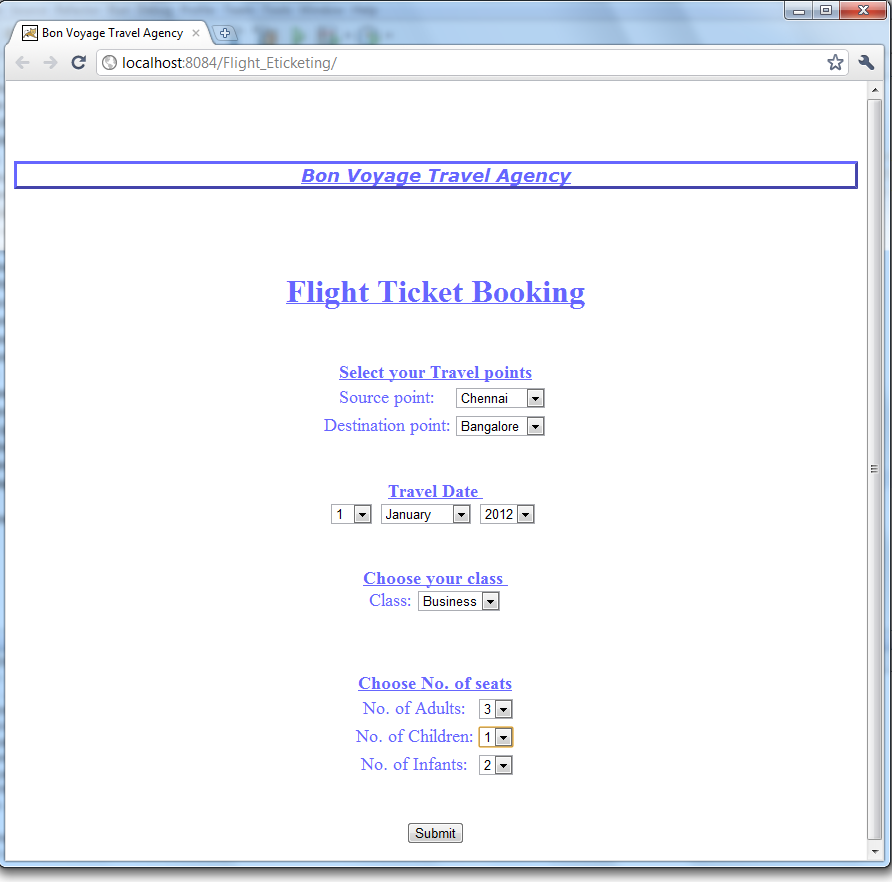 Bon Voyage Travel Agency
localhost:8084/Flight_Eticketing/
Bon Voyage Travel Agency
Flight Ticket Booking
Select your Travel points
Source point: Chennai
Destination point: Bangalore
Travel Date
1 January 2012
Choose your class
Class: Business
Choose No. of seats
No. of Adults: 3
No. of Children: 1
No. of Infants: 2
Submit